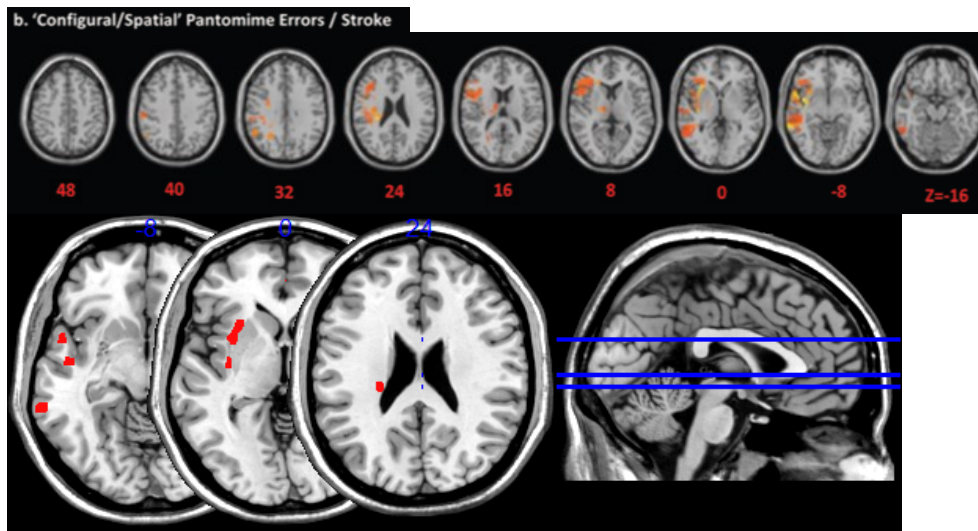 b. 'Configural/Spatial' Pantomime Errors / Stroke
48 40 32 24 16 8 0 -8 Z=-16
-8 0 24